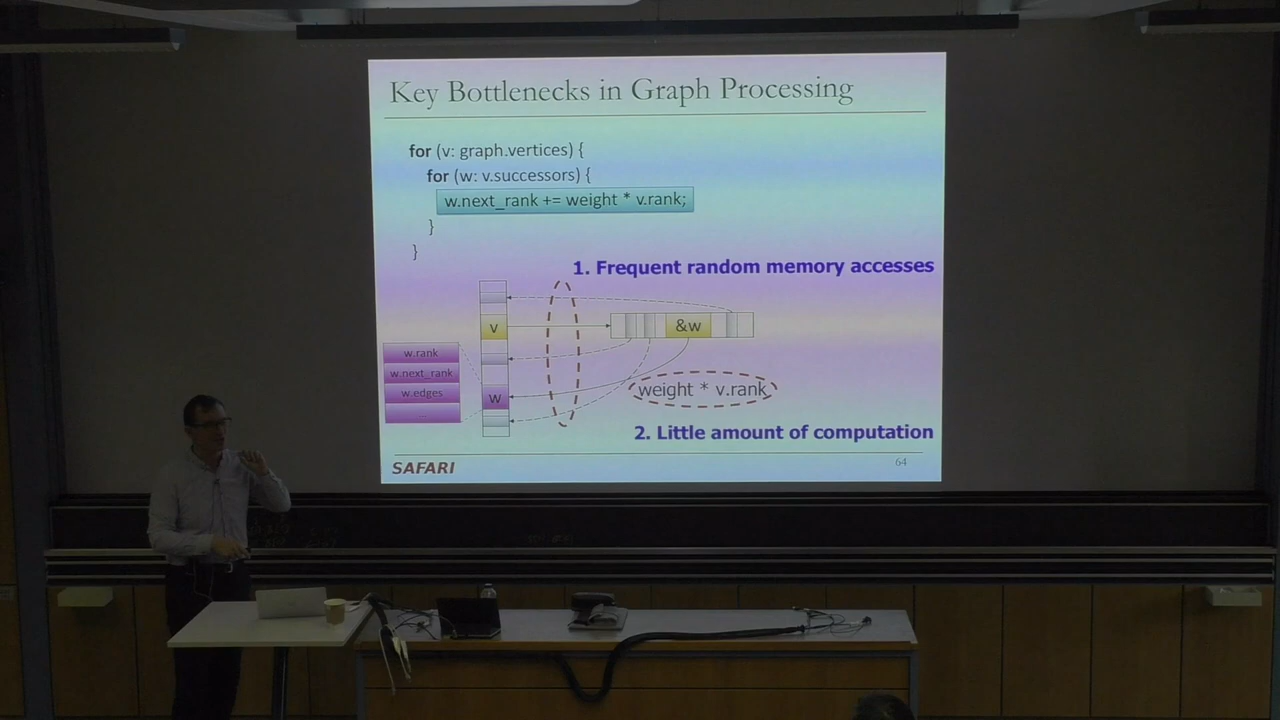 Key Bottlenecks in Graph Processing
for (v: graph.vertices) {
for (w: v.successors) {
w.next_rank += weight * v.rank;
}
}
1. Frequent random memory accesses
v
&w
w.rank
w.next_rank
w.edges
...
w
weight * v.rank
2. Little amount of computation
SAFARI
64